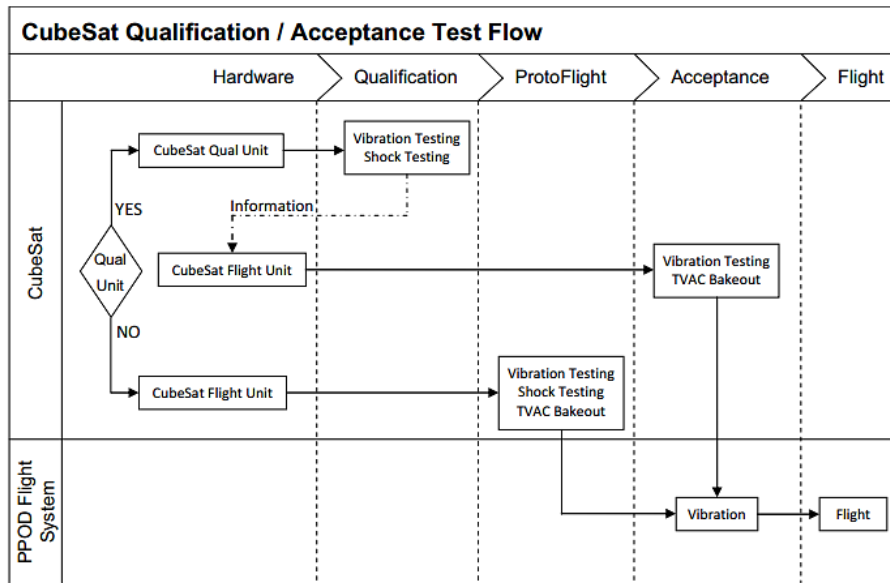 CubeSat Qualification / Acceptance Test Flow
Hardware
Qualification
ProtoFlight
Acceptance
Flight
CubeSat
CubeSat Qual Unit
Vibration Testing
Shock Testing
YES
Information
Qual
Unit
CubeSat Flight Unit
Vibration Testing
TVAC Bakeout
NO
CubeSat Flight Unit
Vibration Testing
Shock Testing
TVAC Bakeout
PPOD Flight
System
Vibration
Flight